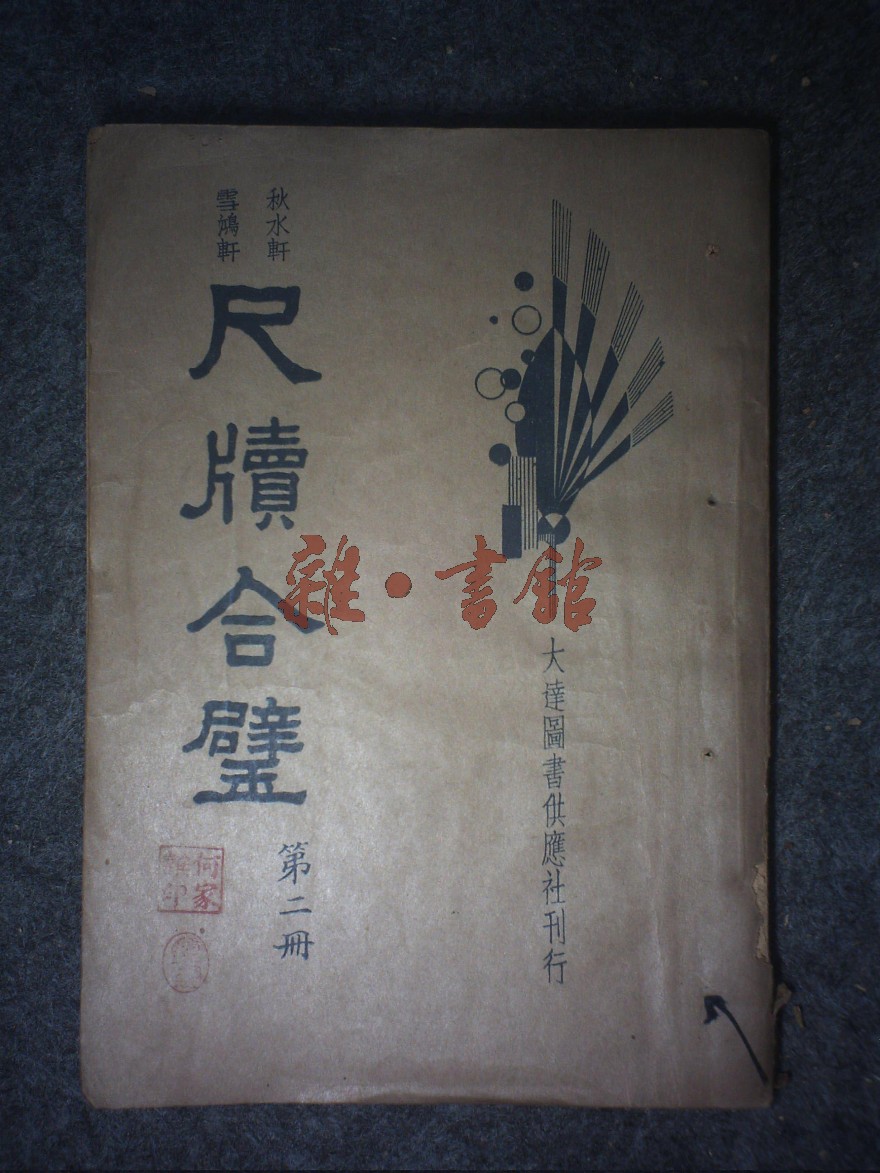 秋水軒
雪鴻軒
尺牘合璧
第二冊
大達圖書供應社刊行
雜·書館
何家
印